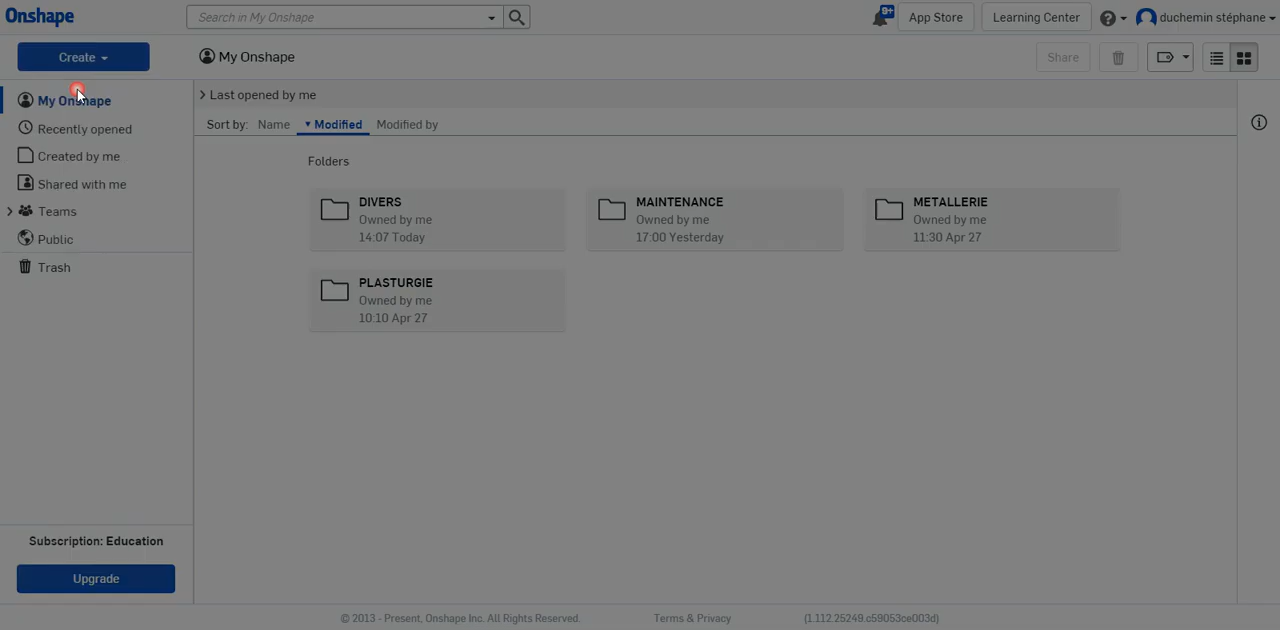 Onshape
Search in My Onshape
9+
App Store
Learning Center
duchemin stéphane
Create
My Onshape
Share
My Onshape
Recently opened
Created by me
Shared with me
Teams
Public
Trash
Last opened by me
Sort by: Name Modified Modified by
Folders
DIVERS
Owned by me
14:07 Today
MAINTENANCE
Owned by me
17:00 Yesterday
METALLERIE
Owned by me
11:30 Apr 27
PLASTURGIE
Owned by me
10:10 Apr 27
Subscription: Education
Upgrade
© 2013 - Present, Onshape Inc. All Rights Reserved.
Terms & Privacy
(1.112.25249.c59053ce003d)